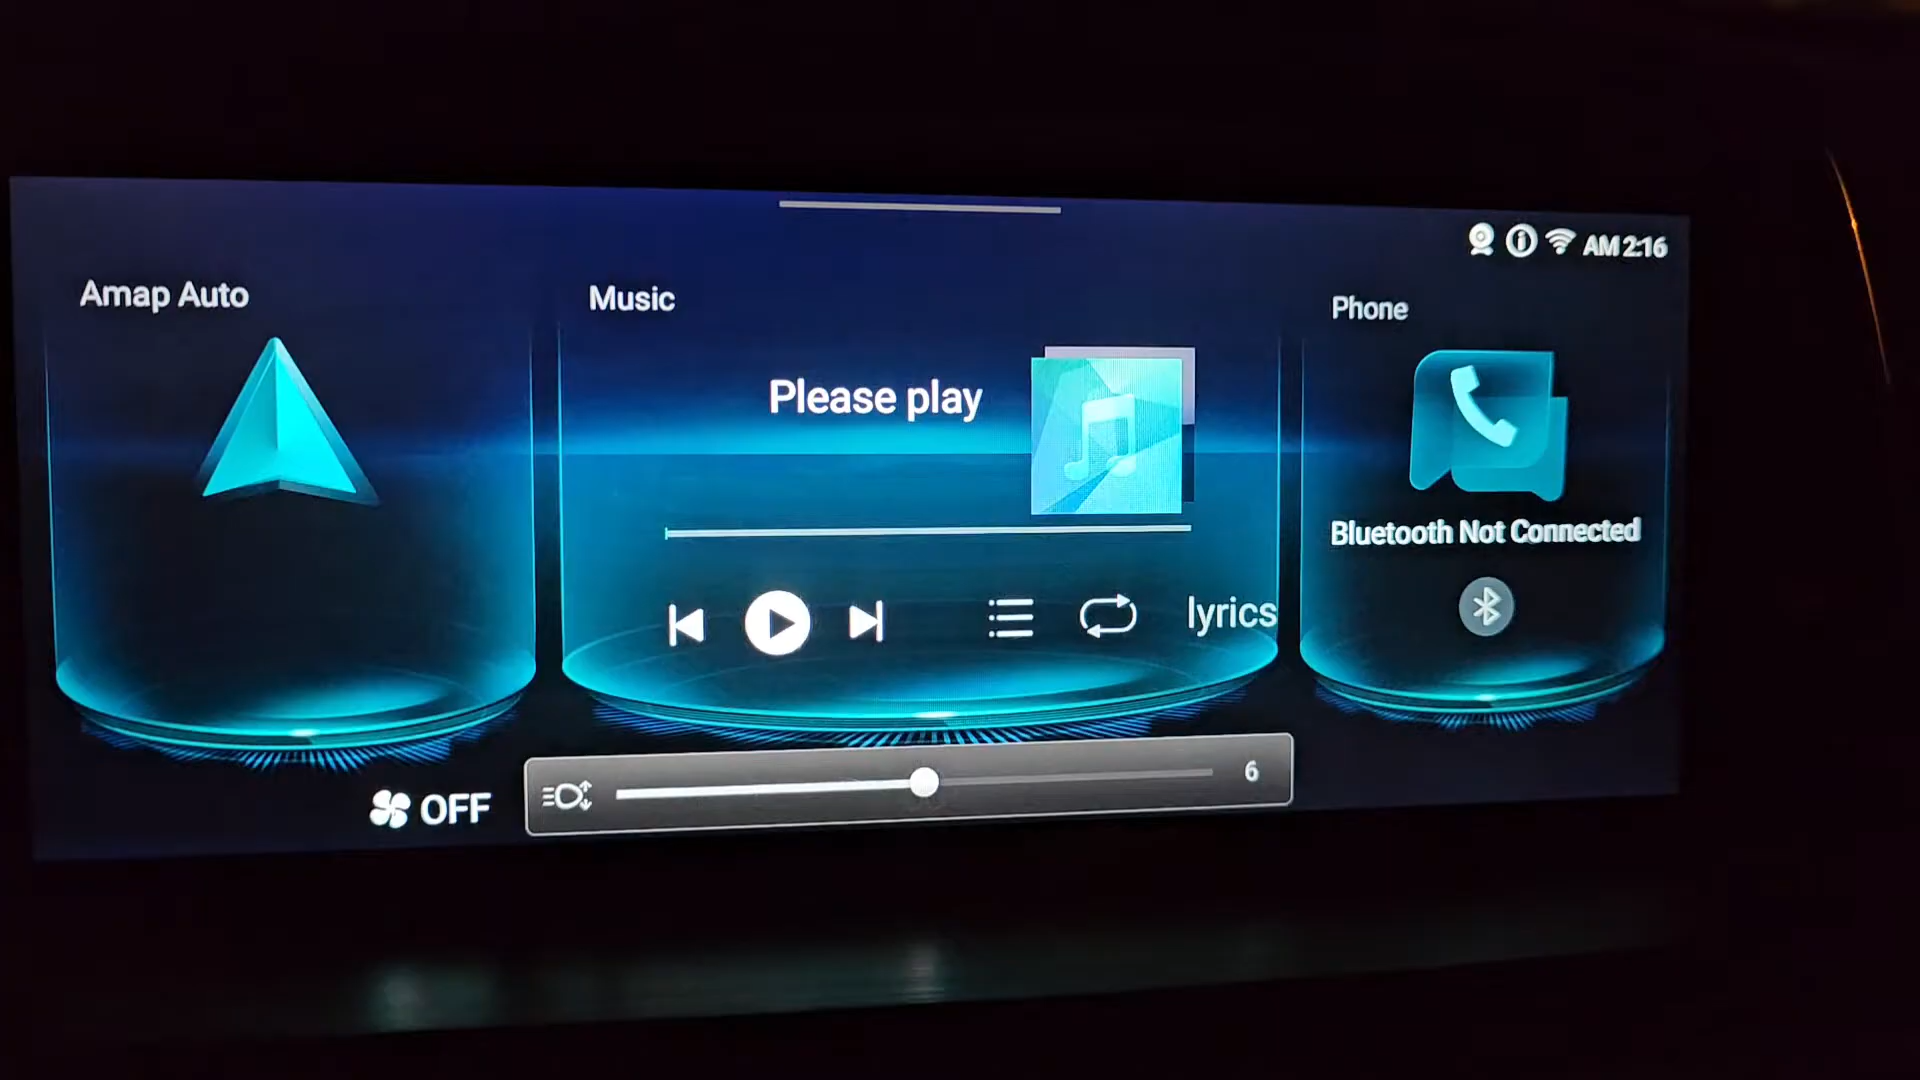 AM 2:16
Amap Auto
Music
Phone
Please play
Bluetooth Not Connected
lyrics
OFF
6